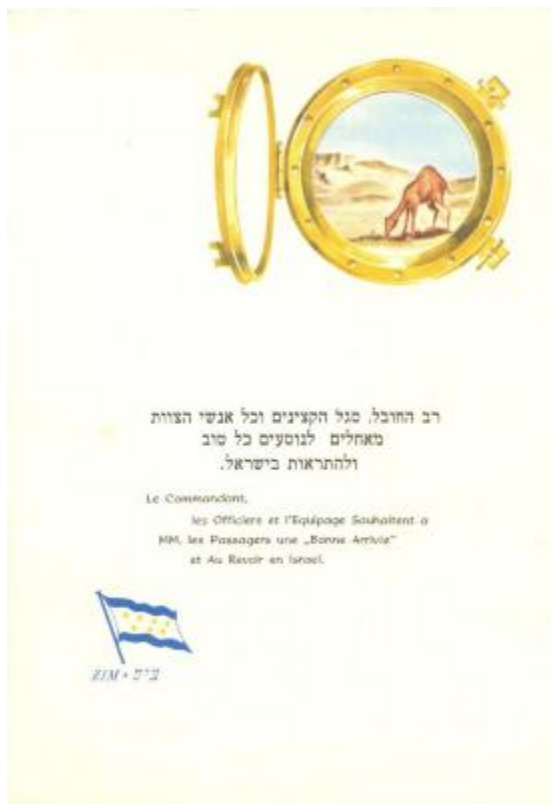 רב החובל, סגל הקצינים וכל אנשי הצוות
מאחלים לנוסעים כל טוב
ולהתראות בישראל.
Le Commandant,
les Officiers et l'Equipage Souhaitent a
MM. les Passagers une „Bonne Arrivie"
et Au Revoir en Israel.
ZIM • צים